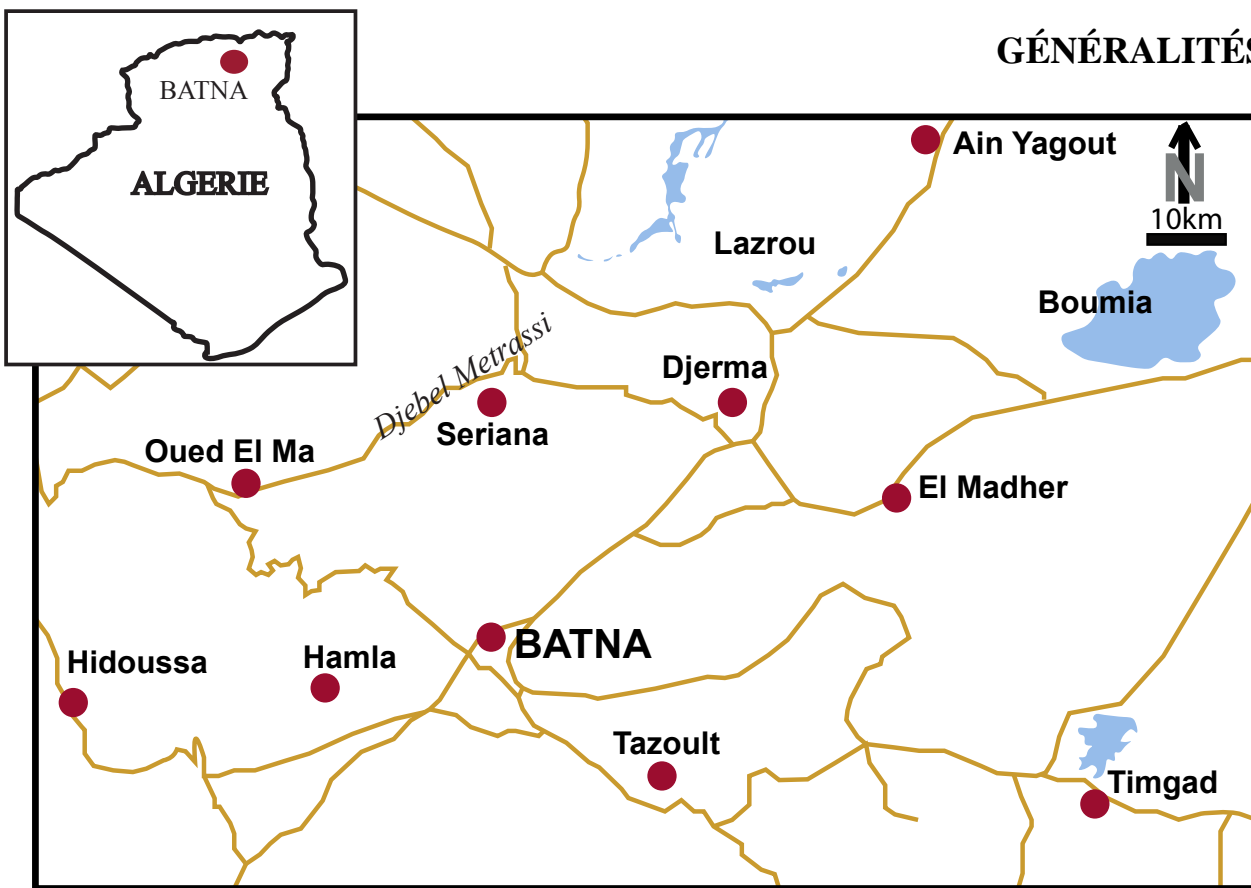 GÉNÉRALITÉS
BATNA
ALGERIE
Ain Yagout
N
10km
Lazrou
Boumia
Djebel Metrassi
Djerma
Seriana
Oued El Ma
El Madher
BATNA
Hidoussa
Hamla
Tazoult
Timgad